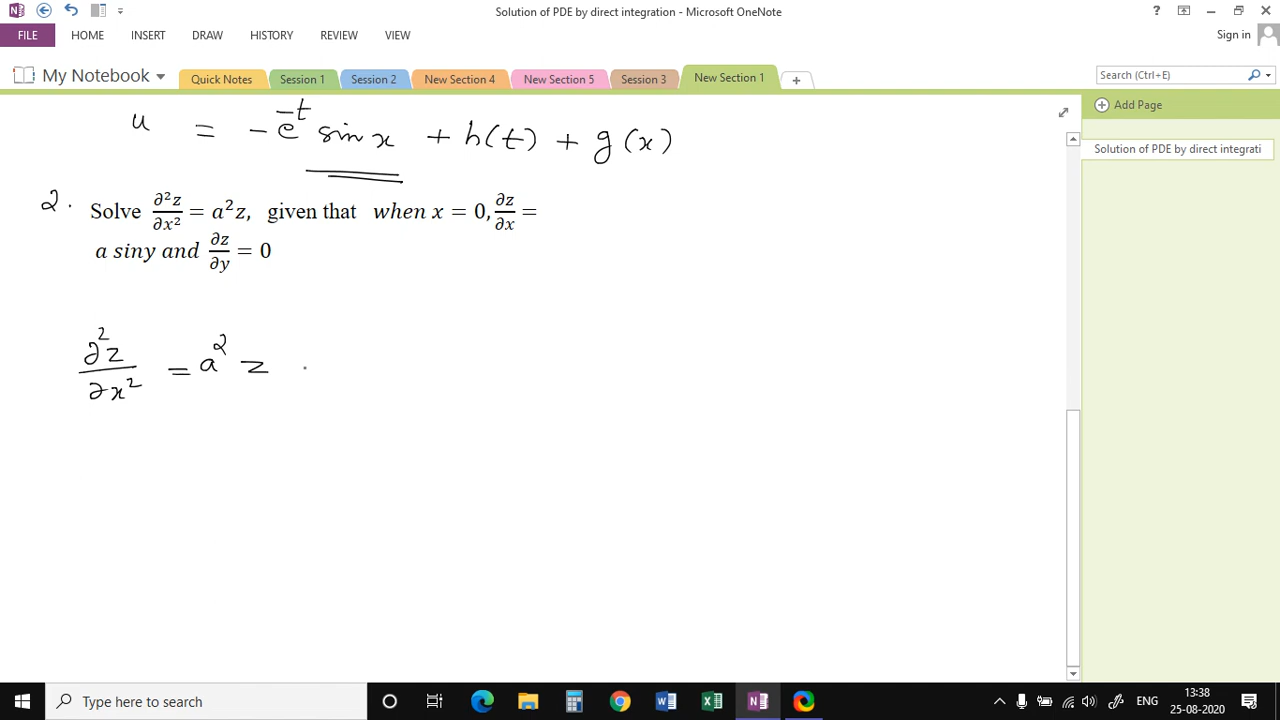 Solution of PDE by direct integration - Microsoft OneNote
?
FILE HOME INSERT DRAW HISTORY REVIEW VIEW
Sign in
My Notebook Quick Notes Session 1 Session 2 New Section 4 New Section 5 Session 3 New Section 1 +
Search (Ctrl+E)
Add Page
Solution of PDE by direct integrati
u = -e^{-t} sin x + h(t) + g(x)
2. Solve ∂²z/∂x² = a²z, given that when x = 0, ∂z/∂x =
a siny and ∂z/∂y = 0
∂²z/∂x² = a² z
Type here to search
ENG
13:38
25-08-2020